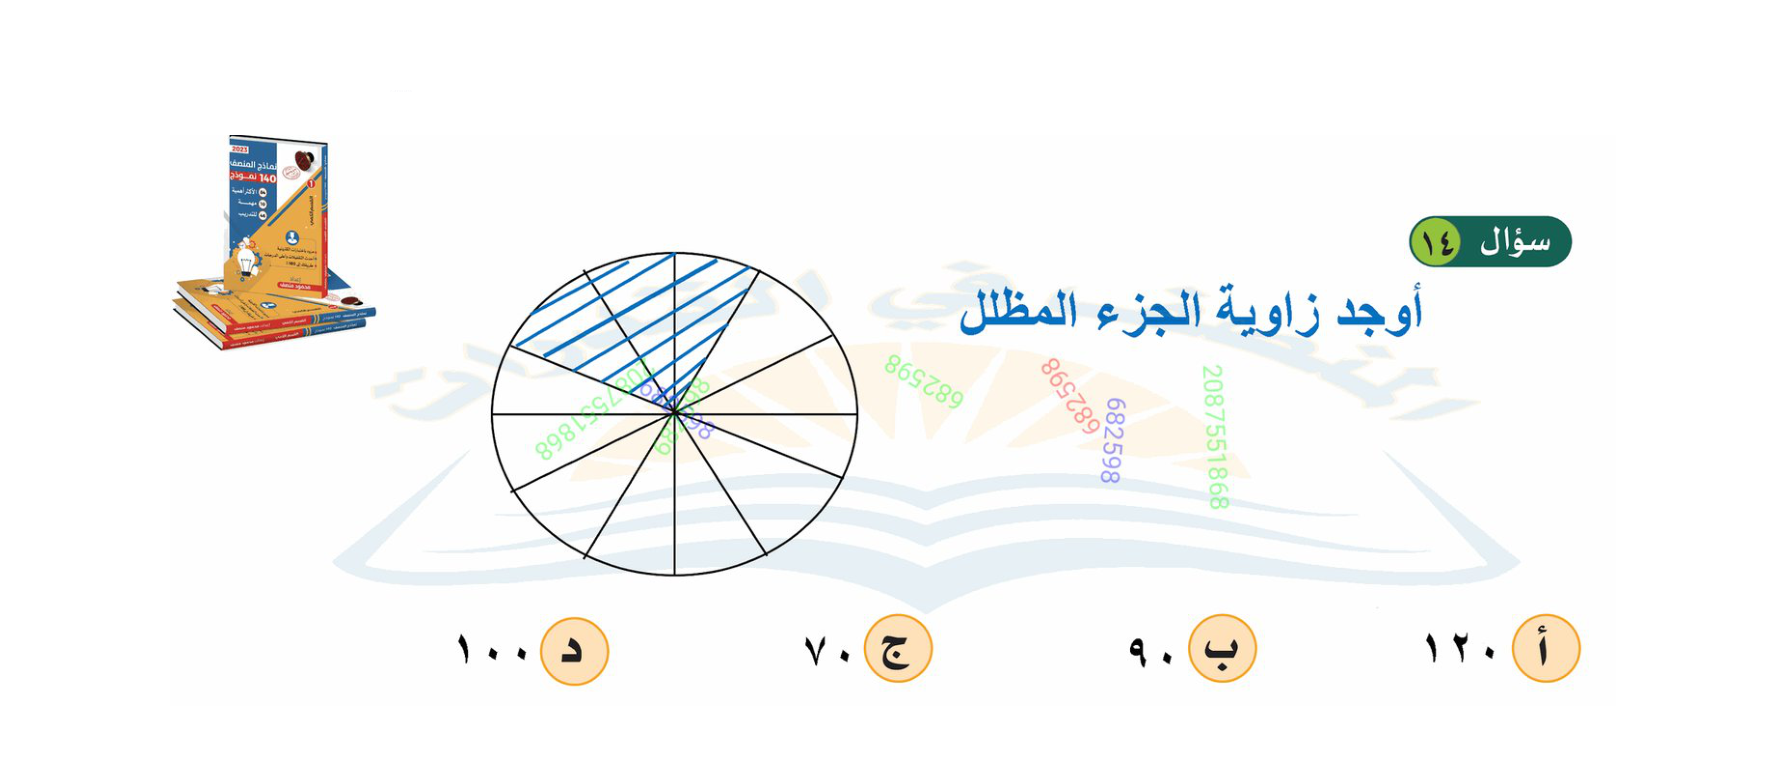 2023
نماذج المنصف
140 نموذج
الأكثر أهمية
مهمة
للتدريب
محمود منصف
سؤال ١٤
أوجد زاوية الجزء المظلل
682598
682598
682598
2087551868
2087551868
أ ١٢٠
ب ٩٠
ج ٧٠
د ١٠٠